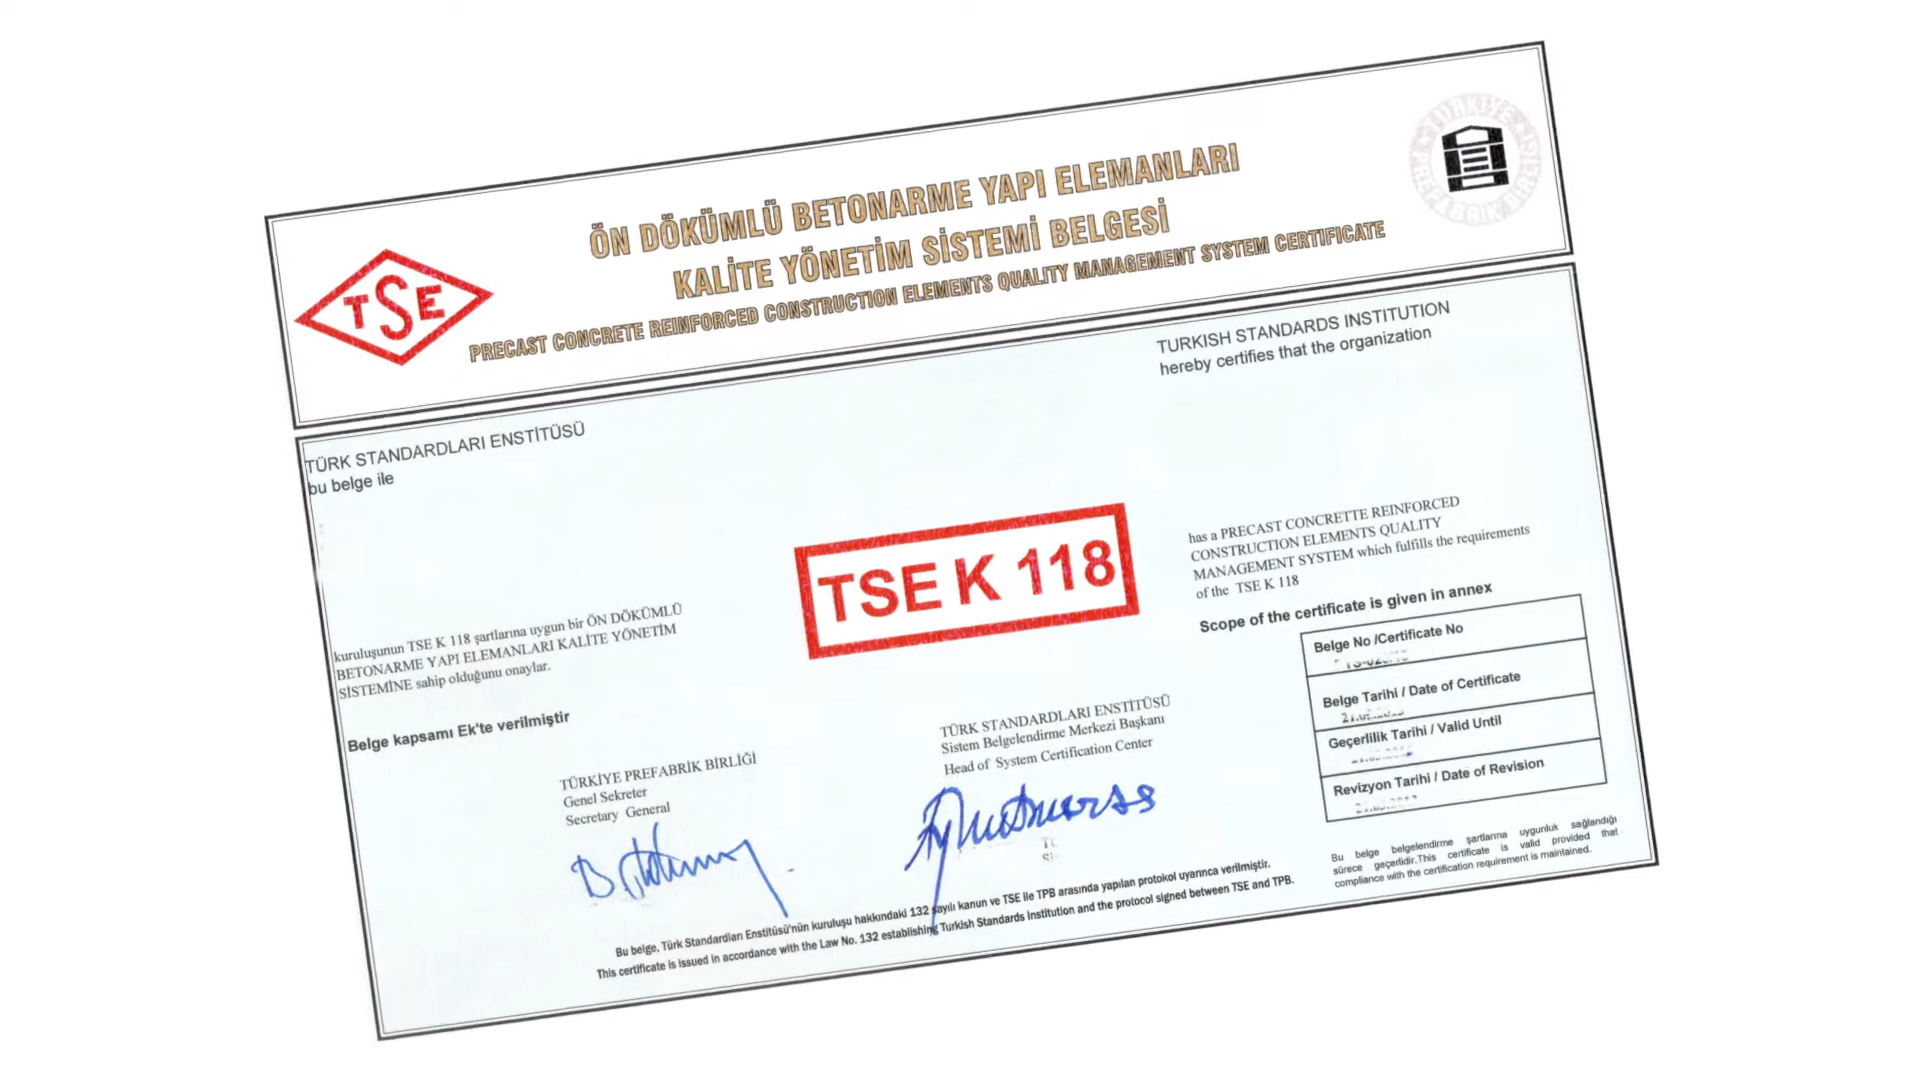 TSE
ÖN DÖKÜMLÜ BETONARME YAPI ELEMANLARI
KALİTE YÖNETİM SİSTEMİ BELGESİ
PRECAST CONCRETE REINFORCED CONSTRUCTION ELEMENTS QUALITY MANAGEMENT SYSTEM CERTIFICATE
TÜRKİYE PREFABRİK BİRLİĞİ
TÜRK STANDARDLARI ENSTİTÜSÜ
bu belge ile
TURKISH STANDARDS INSTITUTION
hereby certifies that the organization
kuruluşunun TSE K 118 şartlarına uygun bir ÖN DÖKÜMLÜ
BETONARME YAPI ELEMANLARI KALİTE YÖNETİM
SİSTEMİNE sahip olduğunu onaylar.
Belge kapsamı Ek'te verilmiştir
TSE K 118
has a PRECAST CONCRETTE REINFORCED
CONSTRUCTION ELEMENTS QUALITY
MANAGEMENT SYSTEM which fulfills the requirements
of the TSE K 118
Scope of the certificate is given in annex
Belge No /Certificate No
Belge Tarihi / Date of Certificate
Geçerlilik Tarihi / Valid Until
Revizyon Tarihi / Date of Revision
TÜRKİYE PREFABRİK BİRLİĞİ
Genel Sekreter
Secretary General
TÜRK STANDARDLARI ENSTİTÜSÜ
Sistem Belgelendirme Merkezi Başkanı
Head of System Certification Center
Bu belge, Türk Standardları Enstitüsü'nün kuruluşu hakkındaki 132 sayılı kanun ve TSE ile TPB arasında yapılan protokol uyarınca verilmiştir.
This certificate is issued in accordance with the Law No. 132 establishing Turkish Standards Institution and the protocol signed between TSE and TPB.
Bu belge belgelendirme şartlarına uygunluk sağlandığı
sürece geçerlidir.This certificate is valid provided that
compliance with the certification requirement is maintained.